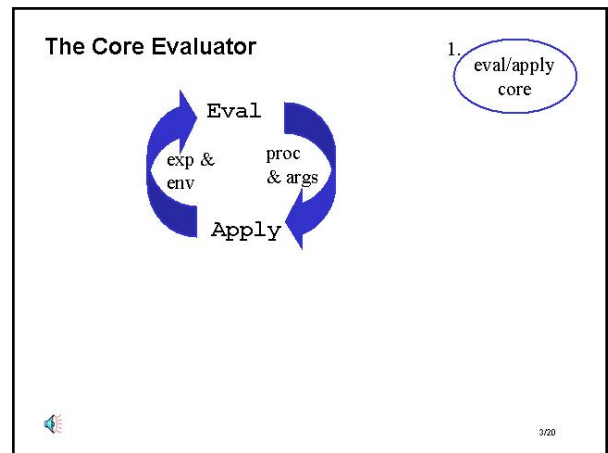 The Core Evaluator
1.
eval/apply
core
Eval
exp &
env
proc
& args
Apply
3/20